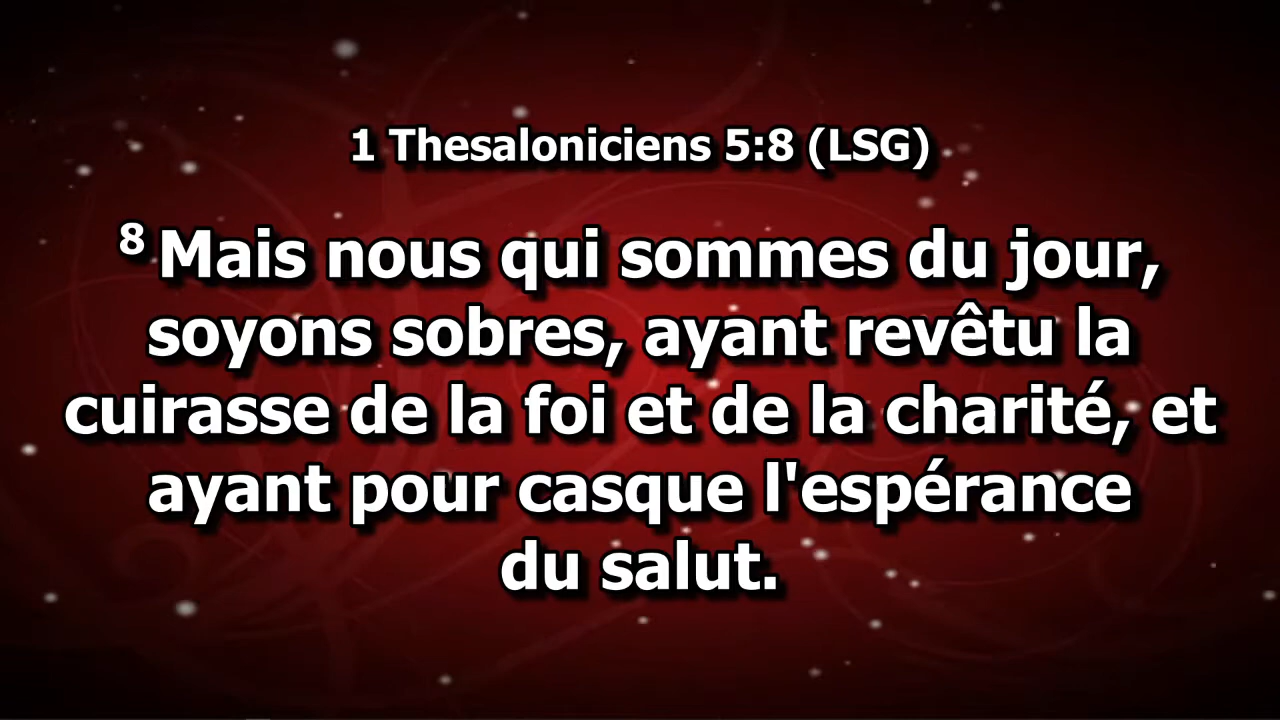 1 Thesaloniciens 5:8 (LSG)
8 Mais nous qui sommes du jour,
soyons sobres, ayant revêtu la
cuirasse de la foi et de la charité, et
ayant pour casque l'espérance
du salut.